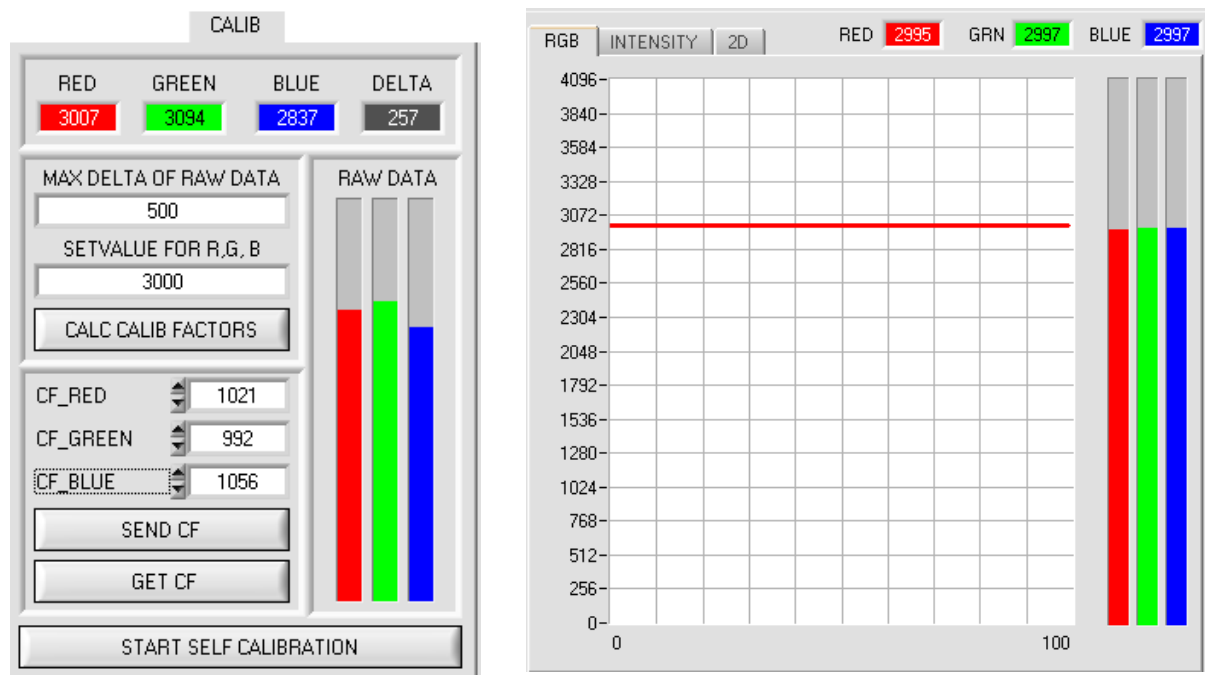 CALIB
RED GREEN BLUE DELTA
3007 3094 2837 257
MAX DELTA OF RAW DATA
500
SETVALUE FOR R,G, B
3000
CALC CALIB FACTORS
RAW DATA
CF_RED 1021
CF_GREEN 992
CF_BLUE 1056
SEND CF
GET CF
START SELF CALIBRATION
RGB INTENSITY 2D RED 2995 GRN 2997 BLUE 2997
4096
3840
3584
3328
3072
2816
2560
2304
2048
1792
1536
1280
1024
768
512
256
0
0 100